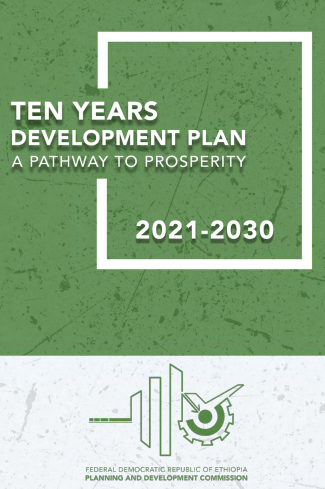 TEN YEARS
DEVELOPMENT PLAN
A PATHWAY TO PROSPERITY
2021-2030
FEDERAL DEMOCRATIC REPUBLIC OF ETHIOPIA
PLANNING AND DEVELOPMENT COMMISSION